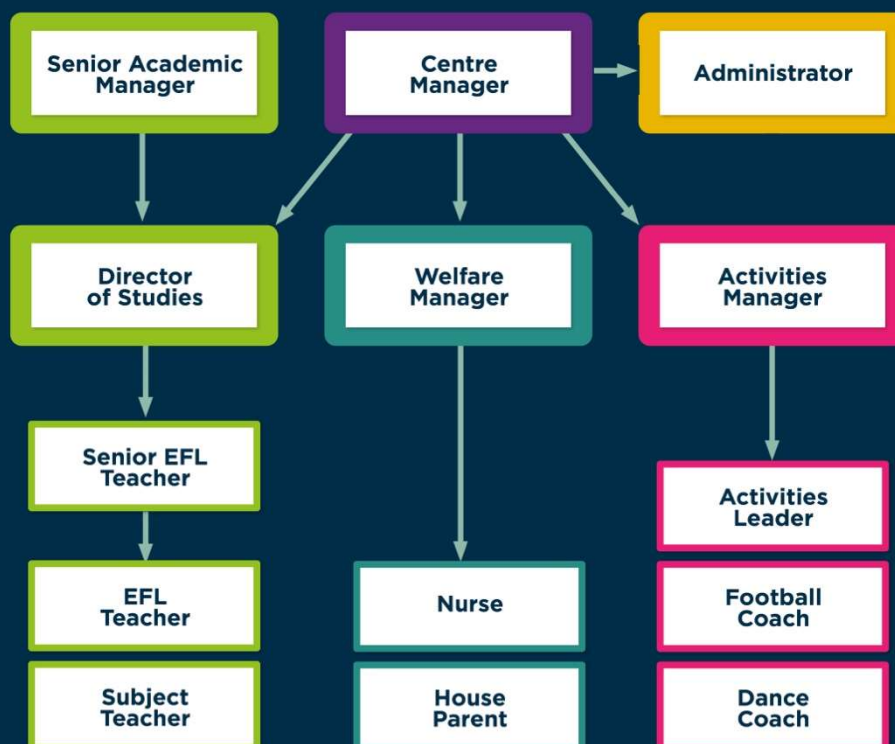 Senior Academic
Manager
Centre
Manager
Administrator
Director
of Studies
Welfare
Manager
Activities
Manager
Senior EFL
Teacher
Activities
Leader
EFL
Teacher
Nurse
Football
Coach
Subject
Teacher
House
Parent
Dance
Coach